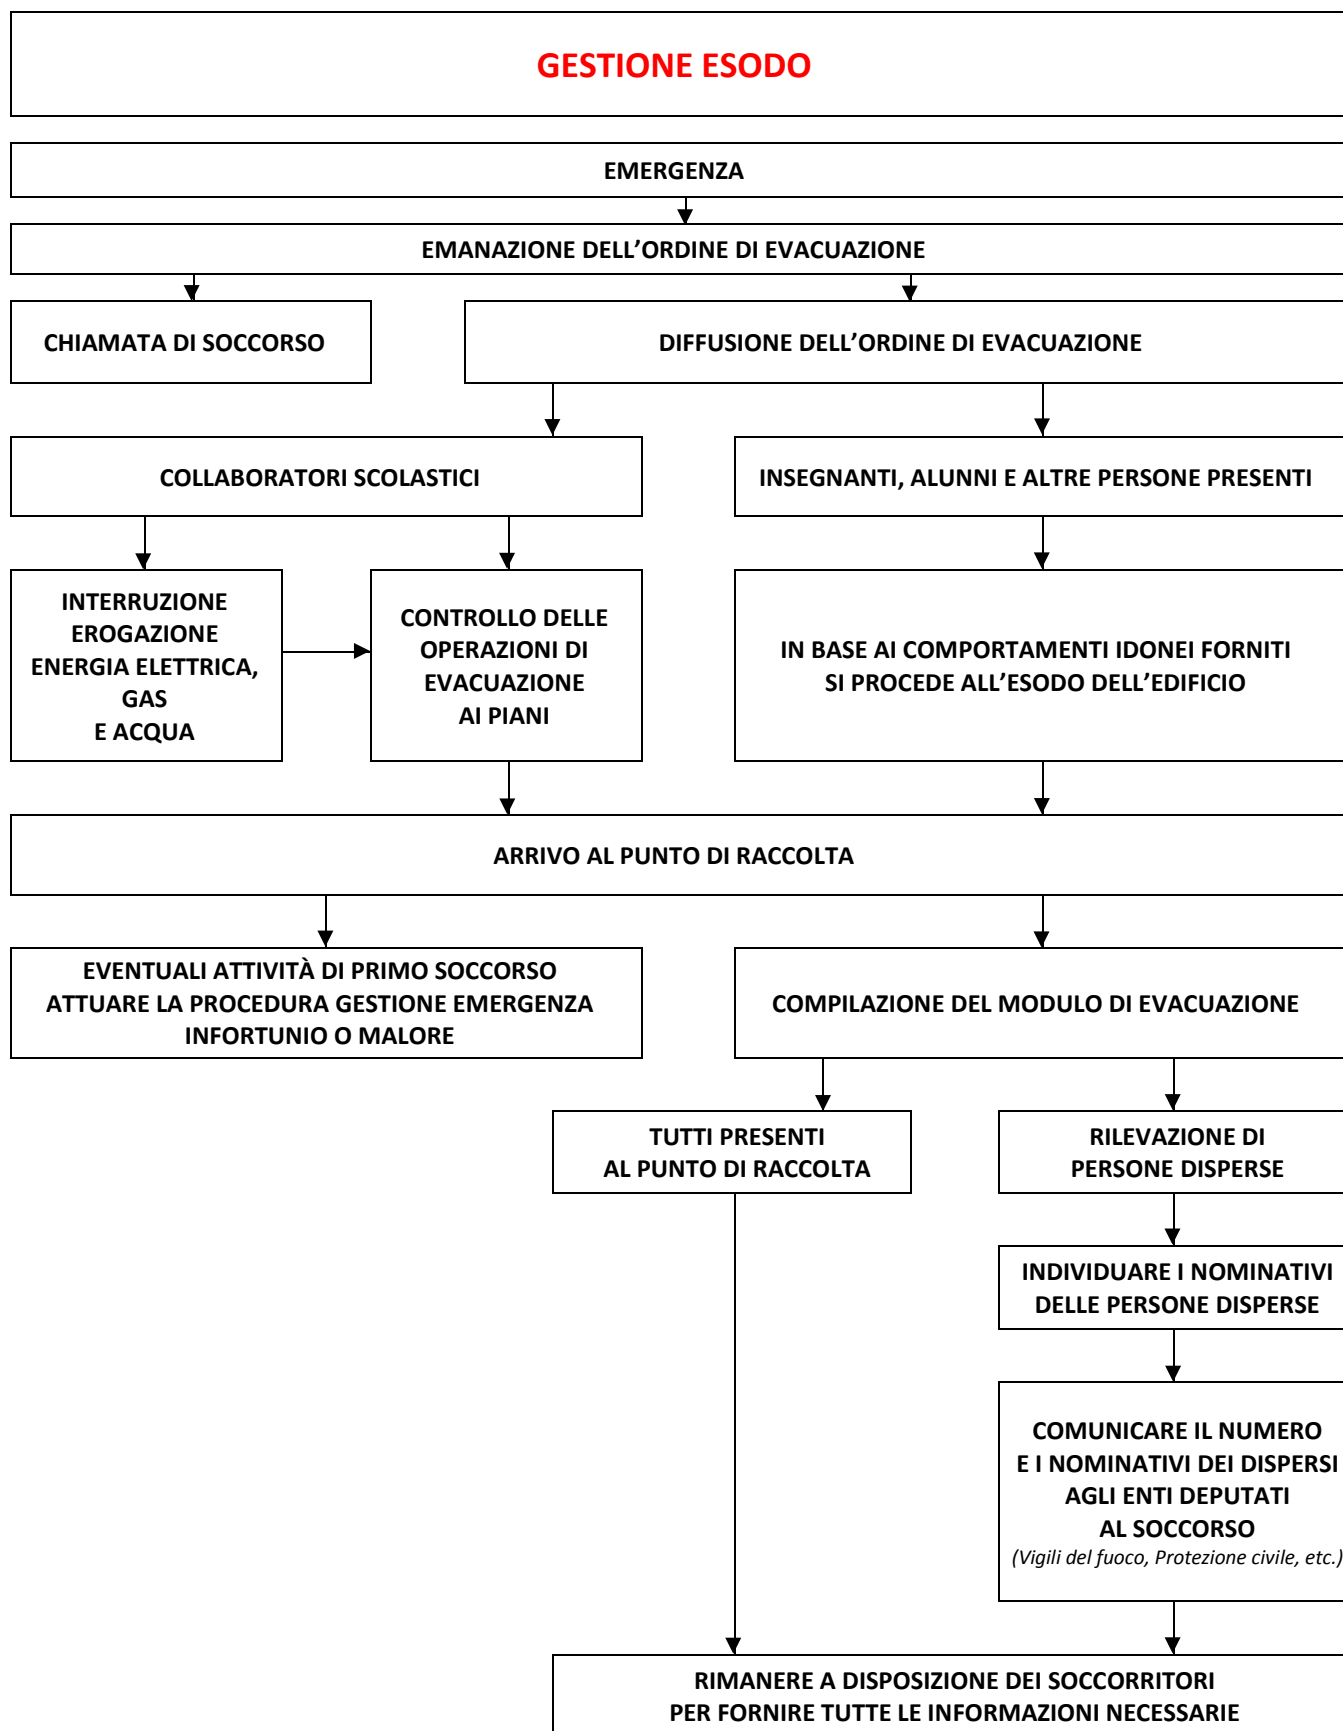 GESTIONE ESODO
EMERGENZA
EMANAZIONE DELL’ORDINE DI EVACUAZIONE
CHIAMATA DI SOCCORSO
DIFFUSIONE DELL’ORDINE DI EVACUAZIONE
COLLABORATORI SCOLASTICI
INSEGNANTI, ALUNNI E ALTRE PERSONE PRESENTI
INTERRUZIONE
EROGAZIONE
ENERGIA ELETTRICA,
GAS
E ACQUA
CONTROLLO DELLE
OPERAZIONI DI
EVACUAZIONE
AI PIANI
IN BASE AI COMPORTAMENTI IDONEI FORNITI
SI PROCEDE ALL’ESODO DELL’EDIFICIO
ARRIVO AL PUNTO DI RACCOLTA
EVENTUALI ATTIVITÀ DI PRIMO SOCCORSO
ATTUARE LA PROCEDURA GESTIONE EMERGENZA
INFORTUNIO O MALORE
COMPILAZIONE DEL MODULO DI EVACUAZIONE
TUTTI PRESENTI
AL PUNTO DI RACCOLTA
RILEVAZIONE DI
PERSONE DISPERSE
INDIVIDUARE I NOMINATIVI
DELLE PERSONE DISPERSE
COMUNICARE IL NUMERO
E I NOMINATIVI DEI DISPERSI
AGLI ENTI DEPUTATI
AL SOCCORSO
(Vigili del fuoco, Protezione civile, etc.)
RIMANERE A DISPOSIZIONE DEI SOCCORRITORI
PER FORNIRE TUTTE LE INFORMAZIONI NECESSARIE